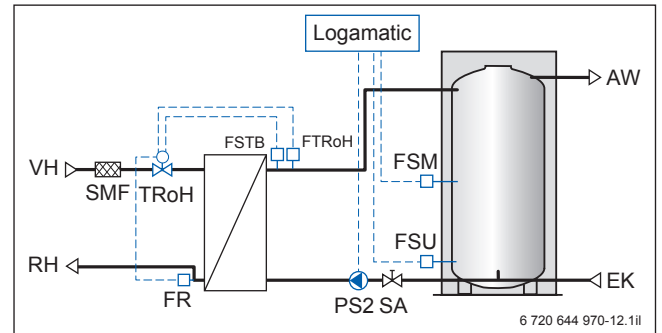 Logamatic
AW
FSTB
FTRoH
VH
SMF
TRoH
FSM
FSU
RH
FR
PS2
SA
EK
6 720 644 970-12.1il